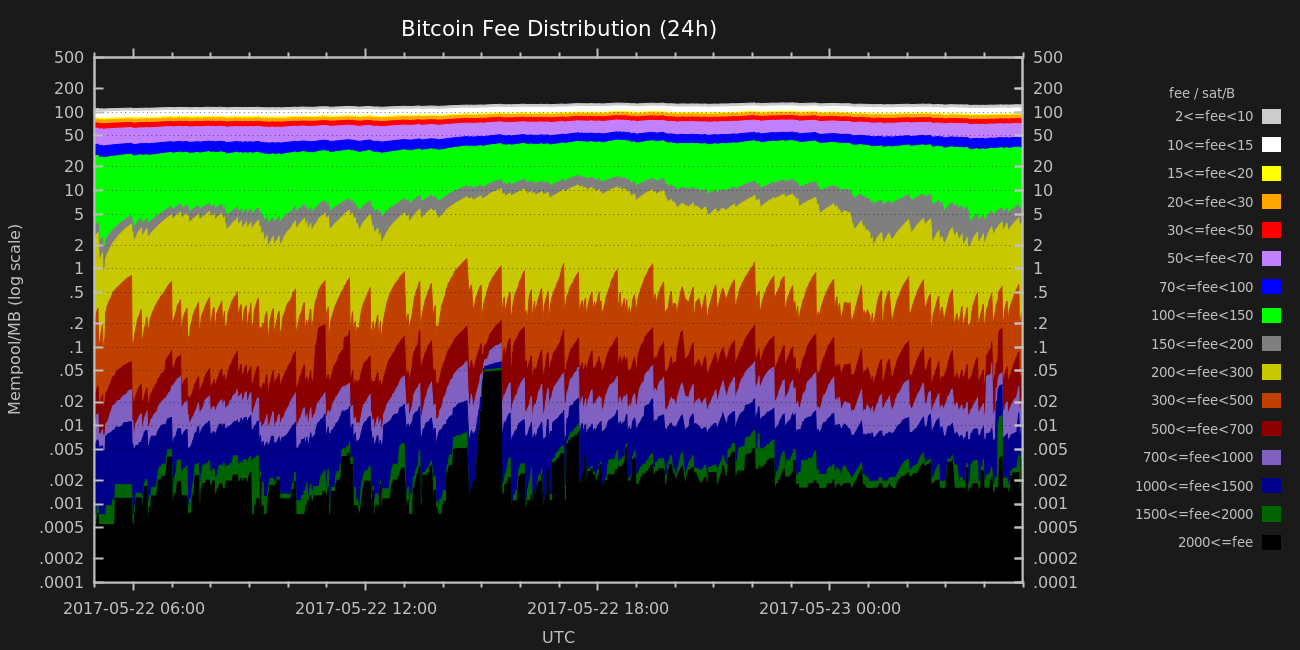 Bitcoin Fee Distribution (24h)
500 500
200 200
100 100
50 50
20 20
10 10
5 5
2 2
1 1
.5 .5
.2 .2
.1 .1
.05 .05
.02 .02
.01 .01
.005 .005
.002 .002
.001 .001
.0005 .0005
.0002 .0002
.0001 .0001
Mempool/MB (log scale)
2017-05-22 06:00 2017-05-22 12:00 2017-05-22 18:00 2017-05-23 00:00
UTC
fee / sat/B
2<=fee<10
10<=fee<15
15<=fee<20
20<=fee<30
30<=fee<50
50<=fee<70
70<=fee<100
100<=fee<150
150<=fee<200
200<=fee<300
300<=fee<500
500<=fee<700
700<=fee<1000
1000<=fee<1500
1500<=fee<2000
2000<=fee